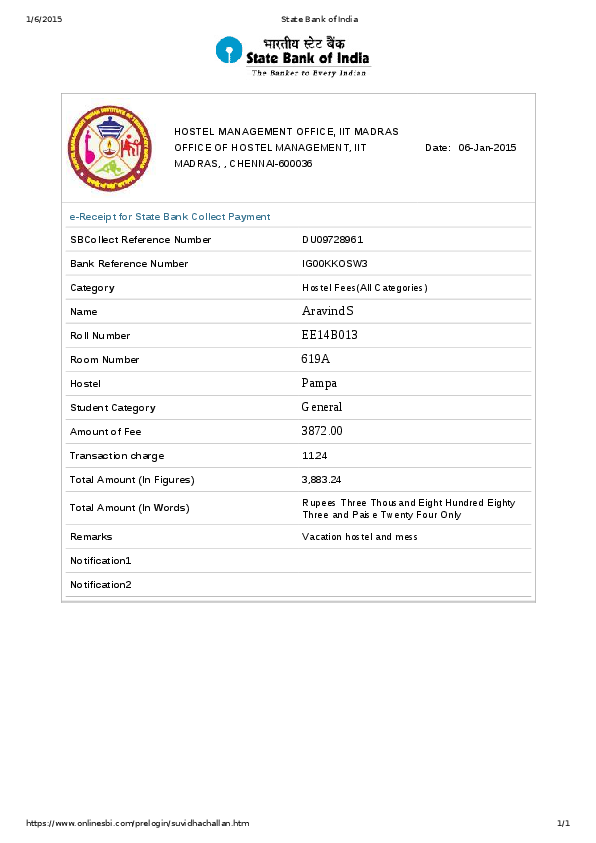 1/6/2015 State Bank of India
भारतीय स्टेट बैंक
State Bank of India
The Banker to Every Indian
HOSTEL MANAGEMENT OFFICE, IIT MADRAS
OFFICE OF HOSTEL MANAGEMENT, IIT
MADRAS, , CHENNAI-600036
Date: 06-Jan-2015
e-Receipt for State Bank Collect Payment
SBCollect Reference Number DU09728961
Bank Reference Number IG00KKOSW3
Category Hostel Fees(All Categories)
Name Aravind S
Roll Number EE14B013
Room Number 619A
Hostel Pampa
Student Category General
Amount of Fee 3872.00
Transaction charge 11.24
Total Amount (In Figures) 3,883.24
Total Amount (In Words) Rupees Three Thousand Eight Hundred Eighty
Three and Paise Twenty Four Only
Remarks Vacation hostel and mess
Notification1
Notification2
https://www.onlinesbi.com/prelogin/suvidhachallan.htm 1/1